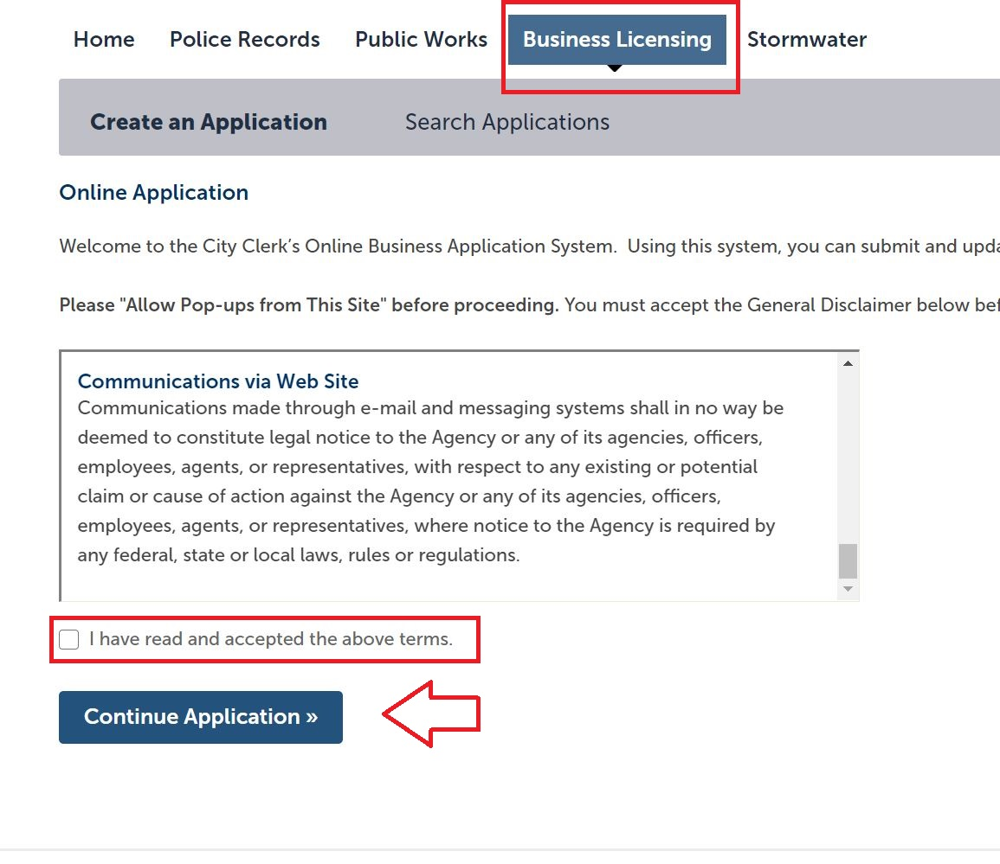 Home Police Records Public Works Business Licensing Stormwater
Create an Application Search Applications
Online Application
Welcome to the City Clerk’s Online Business Application System.  Using this system, you can submit and upda
Please "Allow Pop-ups from This Site" before proceeding. You must accept the General Disclaimer below bef
Communications via Web Site
Communications made through e-mail and messaging systems shall in no way be
deemed to constitute legal notice to the Agency or any of its agencies, officers,
employees, agents, or representatives, with respect to any existing or potential
claim or cause of action against the Agency or any of its agencies, officers,
employees, agents, or representatives, where notice to the Agency is required by
any federal, state or local laws, rules or regulations.
I have read and accepted the above terms.
Continue Application »